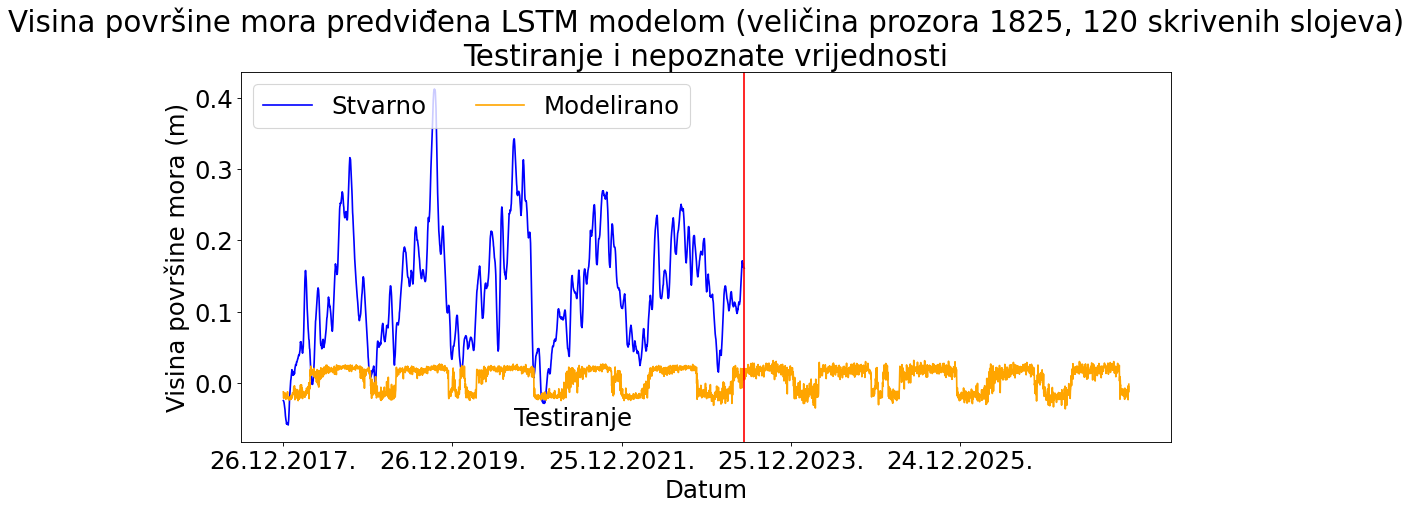 Visina površine mora predviđena LSTM modelom (veličina prozora 1825, 120 skrivenih slojeva)
Testiranje i nepoznate vrijednosti
Stvarno
Modelirano
Visina površine mora (m)
0.4
0.3
0.2
0.1
0.0
Testiranje
26.12.2017.
26.12.2019.
25.12.2021.
25.12.2023.
24.12.2025.
Datum